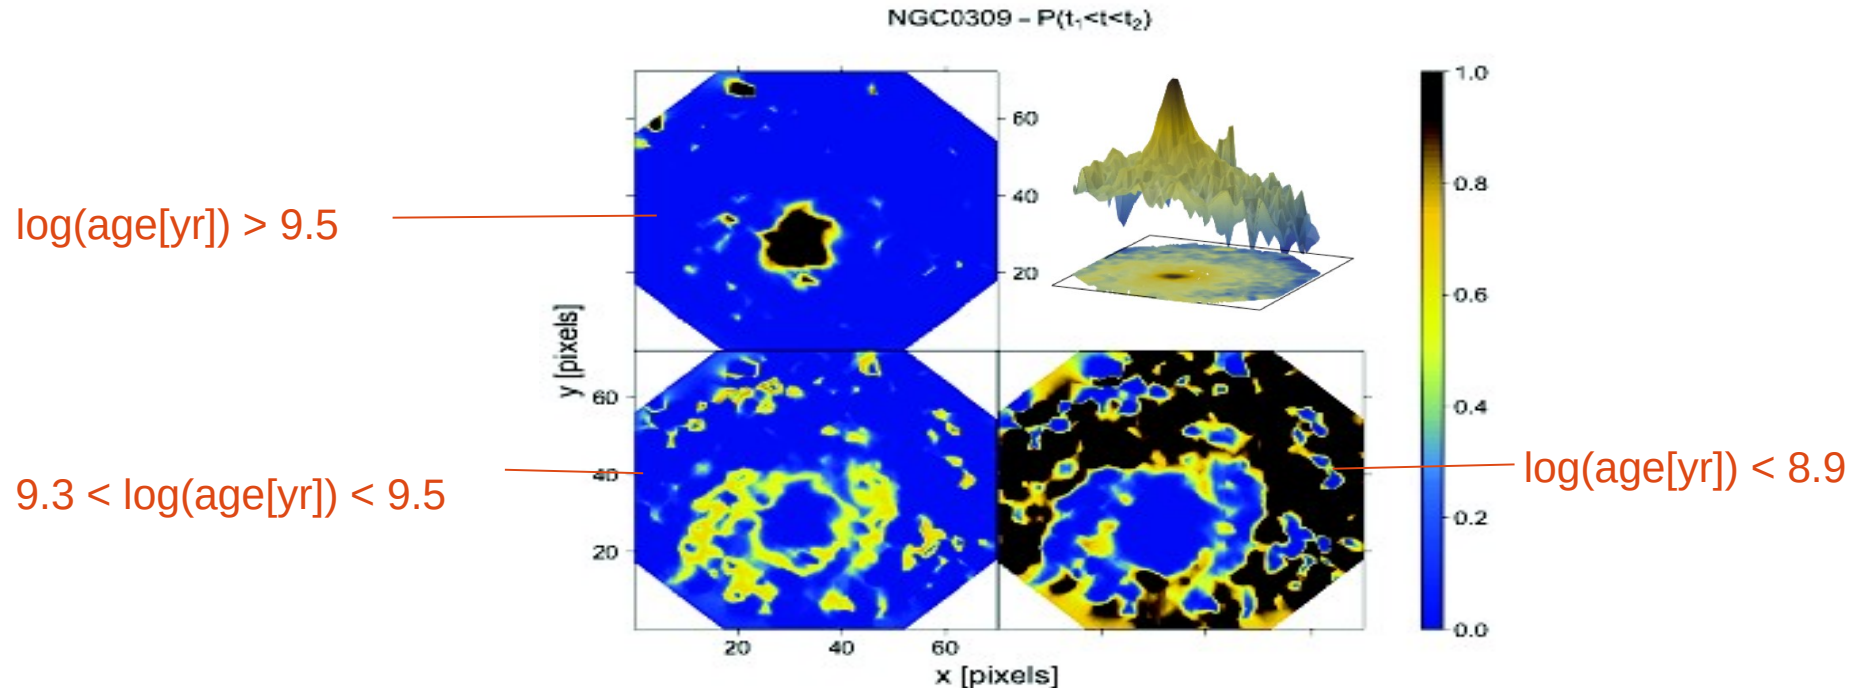 NGC0309 – P(t₁<t<t₂)
1.0
60
0.8
40
log(age[yr]) > 9.5
20
0.6
y [pixels]
60
0.4
40
log(age[yr]) < 8.9
9.3 < log(age[yr]) < 9.5
0.2
20
0.0
20 40 60
x [pixels]